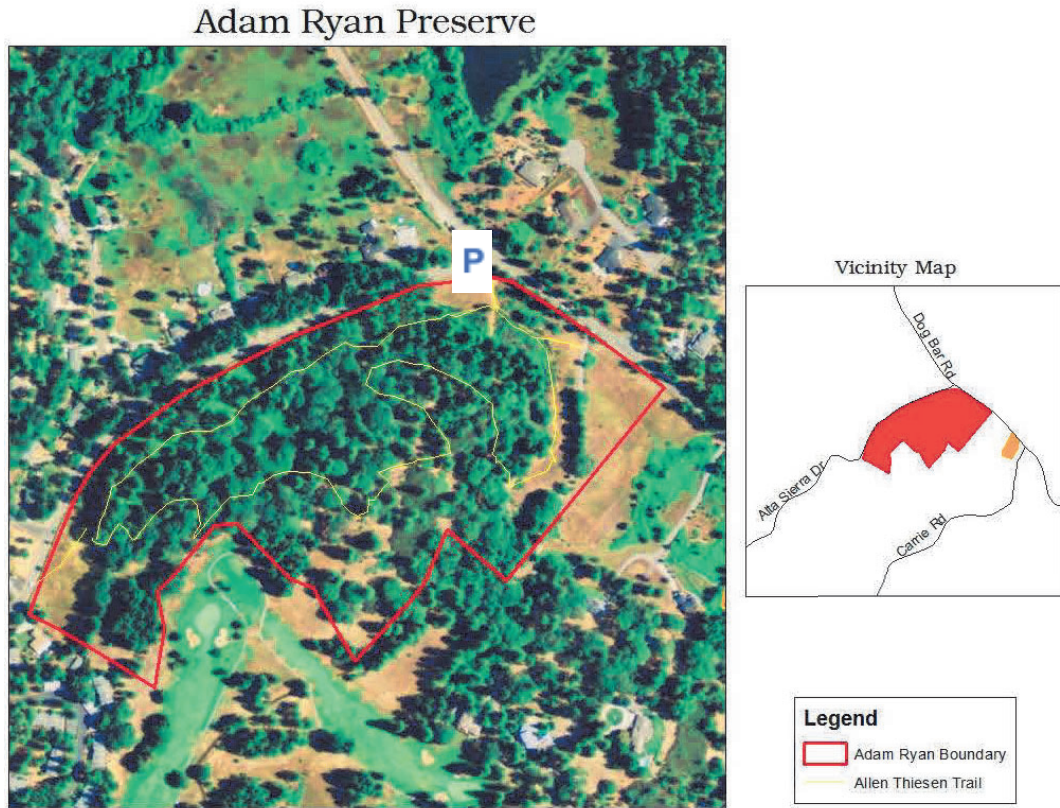 Adam Ryan Preserve
P
Vicinity Map
Dog Bar Rd
Alta Sierra Dr
Carrie Rd
Legend
Adam Ryan Boundary
Allen Thiesen Trail